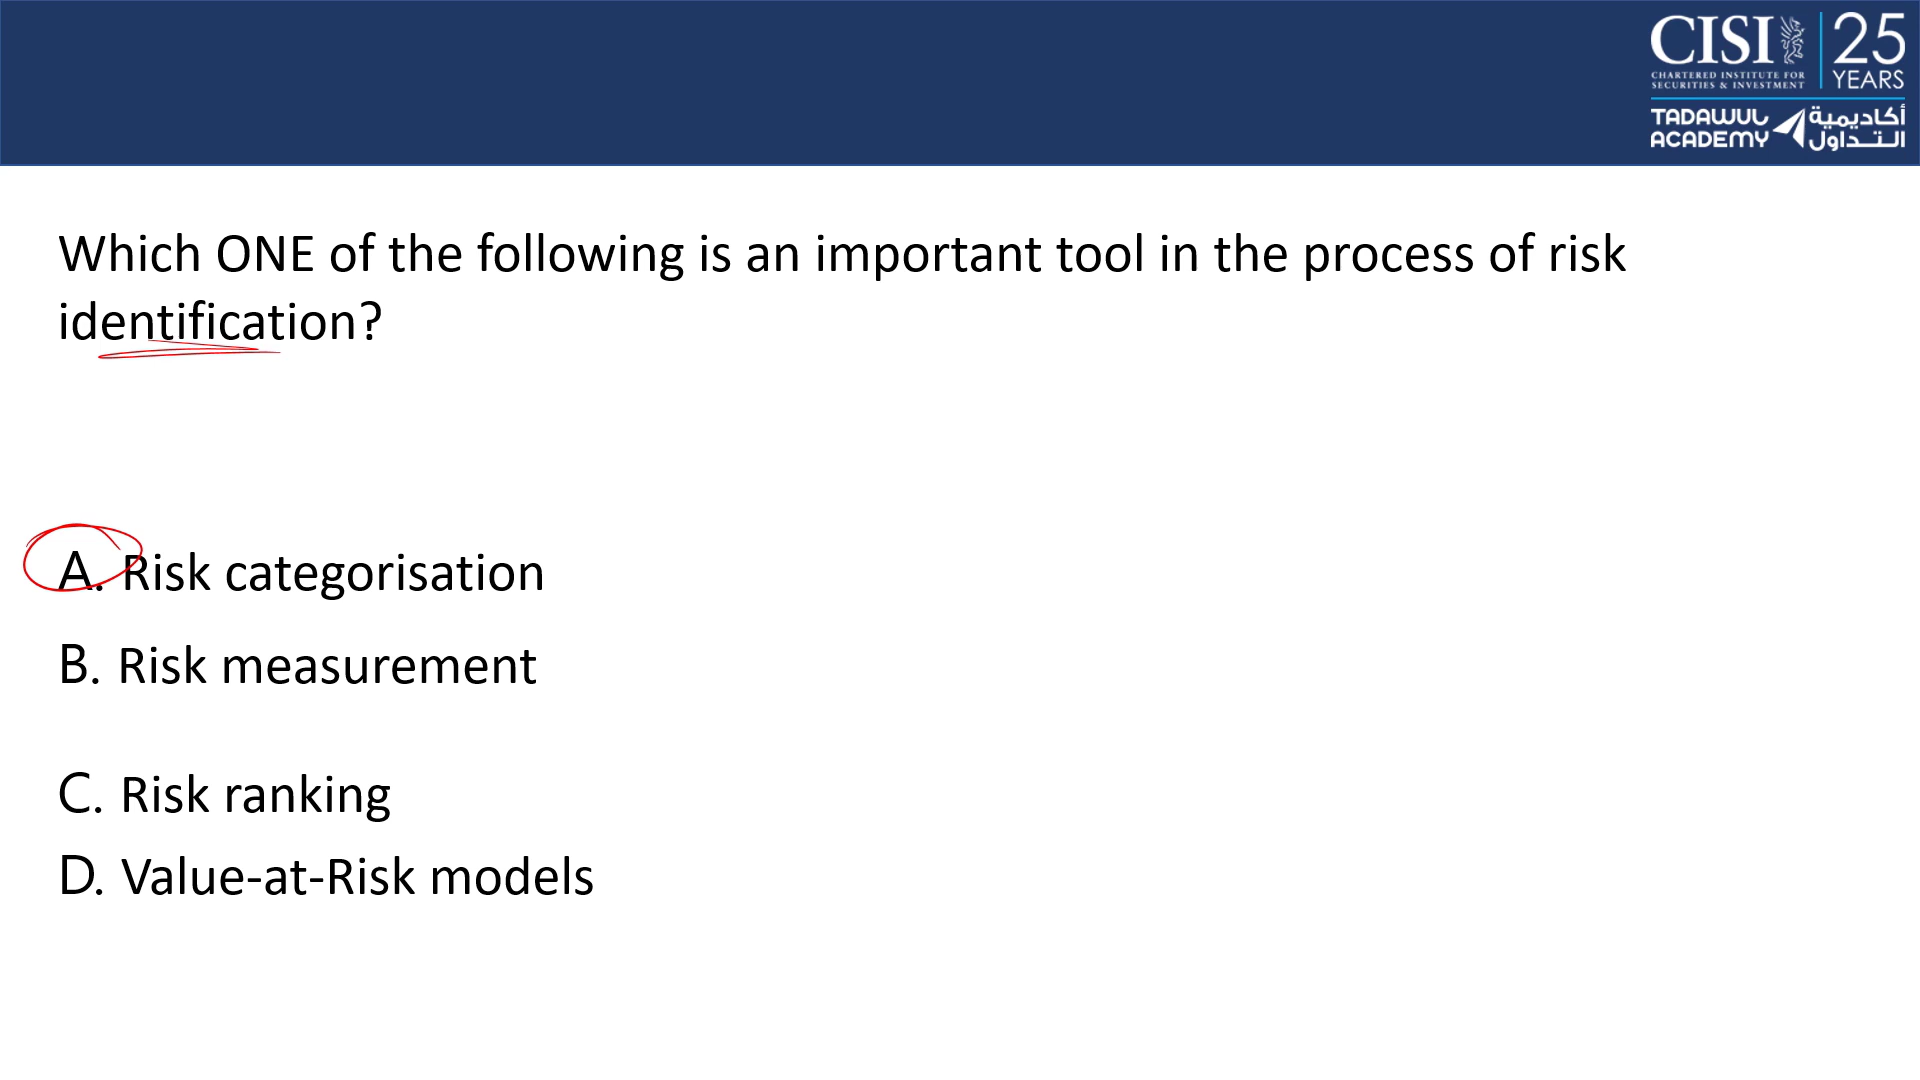 CISI 25
CHARTERED INSTITUTE FOR
SECURITIES & INVESTMENT YEARS
TADAWUL أكاديمية
ACADEMY التداول
Which ONE of the following is an important tool in the process of risk
identification?
A. Risk categorisation
B. Risk measurement
C. Risk ranking
D. Value-at-Risk models